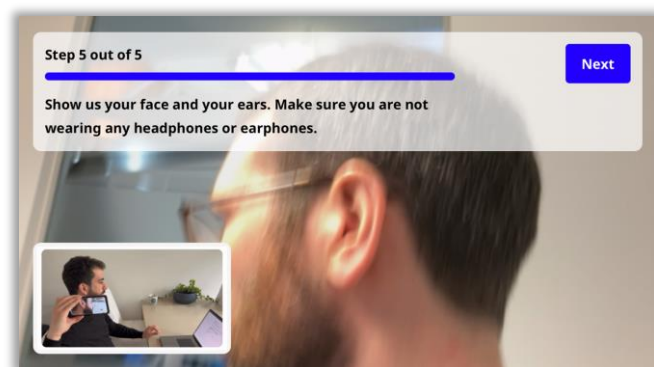 Step 5 out of 5
Next
Show us your face and your ears. Make sure you are not
wearing any headphones or earphones.